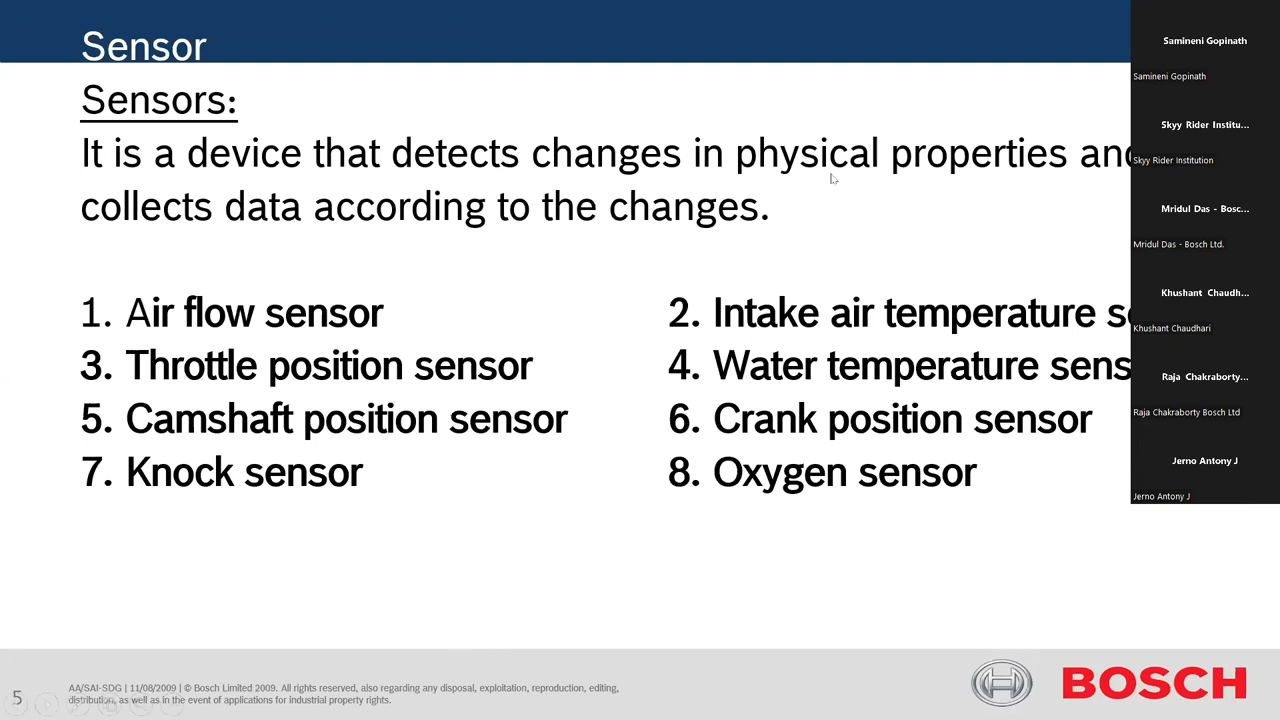 Sensor
Sensors:
It is a device that detects changes in physical properties and
collects data according to the changes.
1. Air flow sensor
2. Intake air temperature
3. Throttle position sensor
4. Water temperature sens
5. Camshaft position sensor
6. Crank position sensor
7. Knock sensor
8. Oxygen sensor
Samineni Gopinath
Samineni Gopinath
Skyy Rider Institu...
Skyy Rider Institution
Mridul Das - Bosc...
Mridul Das - Bosch Ltd.
Khushant Chaudh...
Khushant Chaudhari
Raja Chakraborty...
Raja Chakraborty Bosch Ltd
Jerno Antony J
Jerno Antony J
5
AA/SAI-SDG | 11/08/2009 | © Bosch Limited 2009. All rights reserved, also regarding any disposal, exploitation, reproduction, editing,
distribution, as well as in the event of applications for industrial property rights.
BOSCH